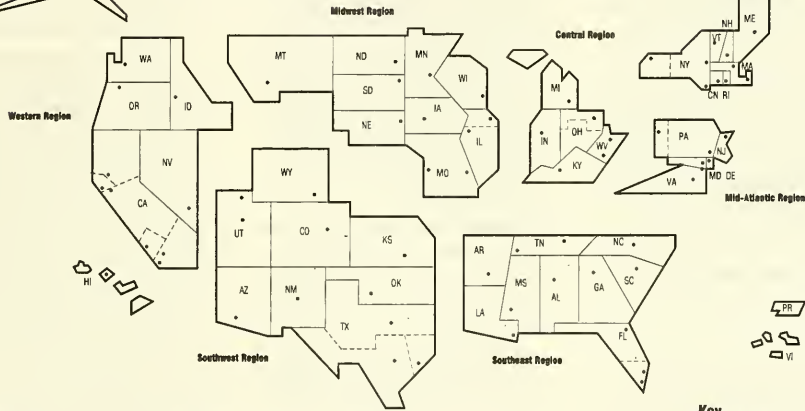 Midwest Region
Central Region
Western Region
WA
OR
ID
NV
CA
HI
MT
ND
MN
SD
WI
NE
IA
IL
MO
MI
IN
OH
WV
KY
NH
ME
VT
NY
MA
CN RI
PA
NJ
MD DE
VA
Mid-Atlantic Region
WY
UT
CO
KS
AZ
NM
OK
TX
Southwest Region
AR
TN
NC
MS
AL
GA
SC
LA
FL
Southeast Region
PR
VI
Key